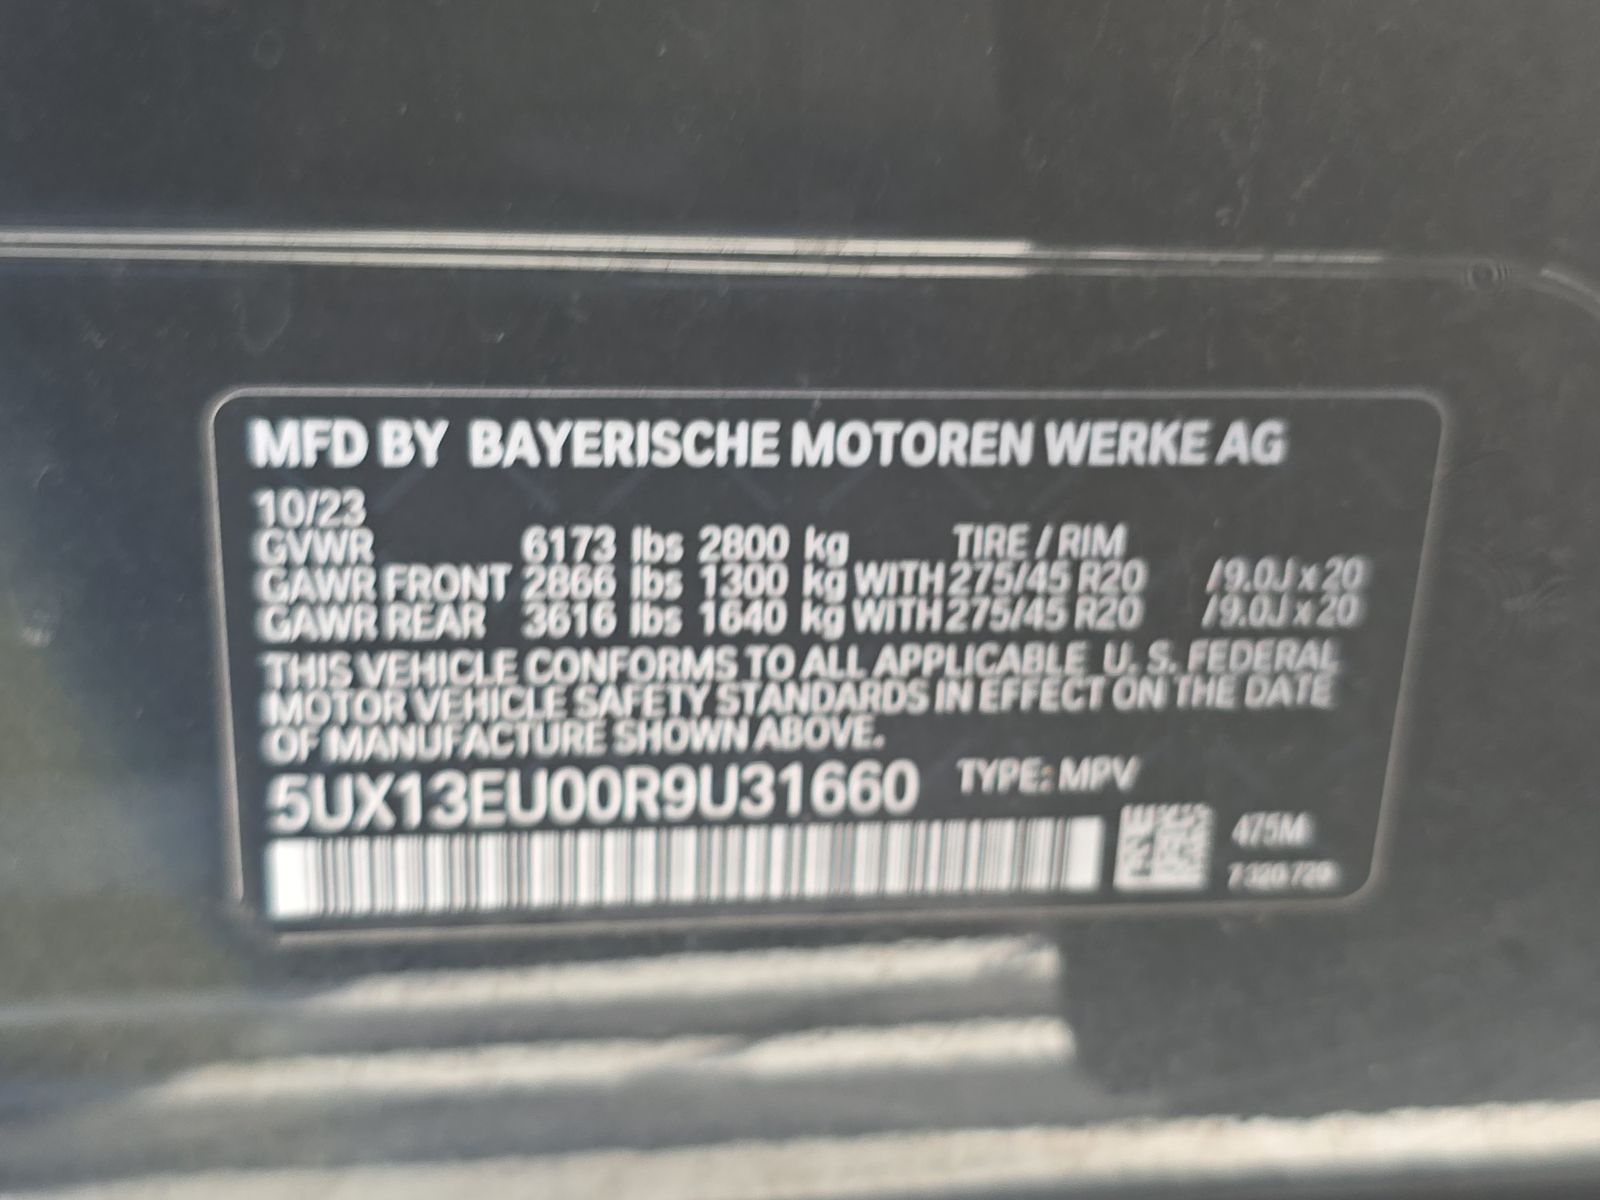 MFD BY BAYERISCHE MOTOREN WERKE AG
10/23
GVWR 6173 lbs 2800 kg TIRE / RIM
GAWR FRONT 2866 lbs 1300 kg WITH 275/45 R20 /9.0J x 20
GAWR REAR 3616 lbs 1640 kg WITH 275/45 R20 /9.0J x 20
THIS VEHICLE CONFORMS TO ALL APPLICABLE U. S. FEDERAL
MOTOR VEHICLE SAFETY STANDARDS IN EFFECT ON THE DATE
OF MANUFACTURE SHOWN ABOVE.
5UX13EU00R9U31660 TYPE: MPV
475M